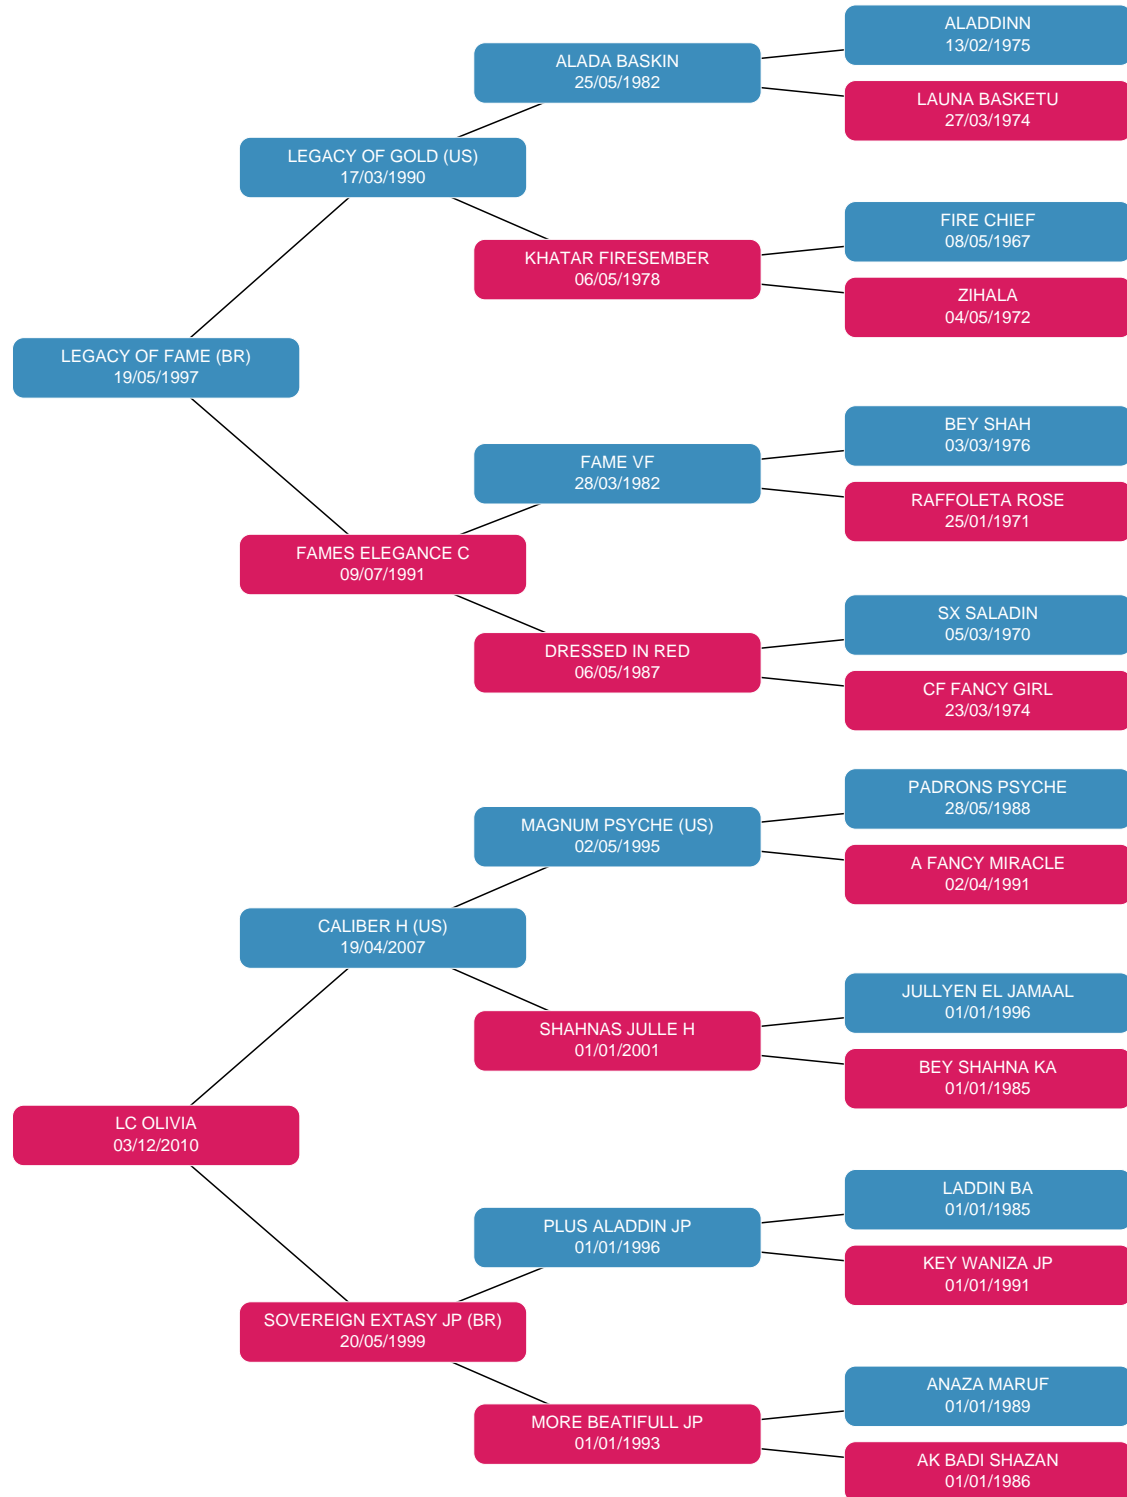 ALADDINN
13/02/1975
ALADA BASKIN
25/05/1982
LAUNA BASKETU
27/03/1974
LEGACY OF GOLD (US)
17/03/1990
FIRE CHIEF
08/05/1967
KHATAR FIRESEMBER
06/05/1978
ZIHALA
04/05/1972
LEGACY OF FAME (BR)
19/05/1997
BEY SHAH
03/03/1976
FAME VF
28/03/1982
RAFFOLETA ROSE
25/01/1971
FAMES ELEGANCE C
09/07/1991
SX SALADIN
05/03/1970
DRESSED IN RED
06/05/1987
CF FANCY GIRL
23/03/1974
PADRONS PSYCHE
28/05/1988
MAGNUM PSYCHE (US)
02/05/1995
A FANCY MIRACLE
02/04/1991
CALIBER H (US)
19/04/2007
JULLYEN EL JAMAAL
01/01/1996
SHAHNAS JULLE H
01/01/2001
BEY SHAHNA KA
01/01/1985
LC OLIVIA
03/12/2010
LADDIN BA
01/01/1985
PLUS ALADDIN JP
01/01/1996
KEY WANIZA JP
01/01/1991
SOVEREIGN EXTASY JP (BR)
20/05/1999
ANAZA MARUF
01/01/1989
MORE BEATIFULL JP
01/01/1993
AK BADI SHAZAN
01/01/1986